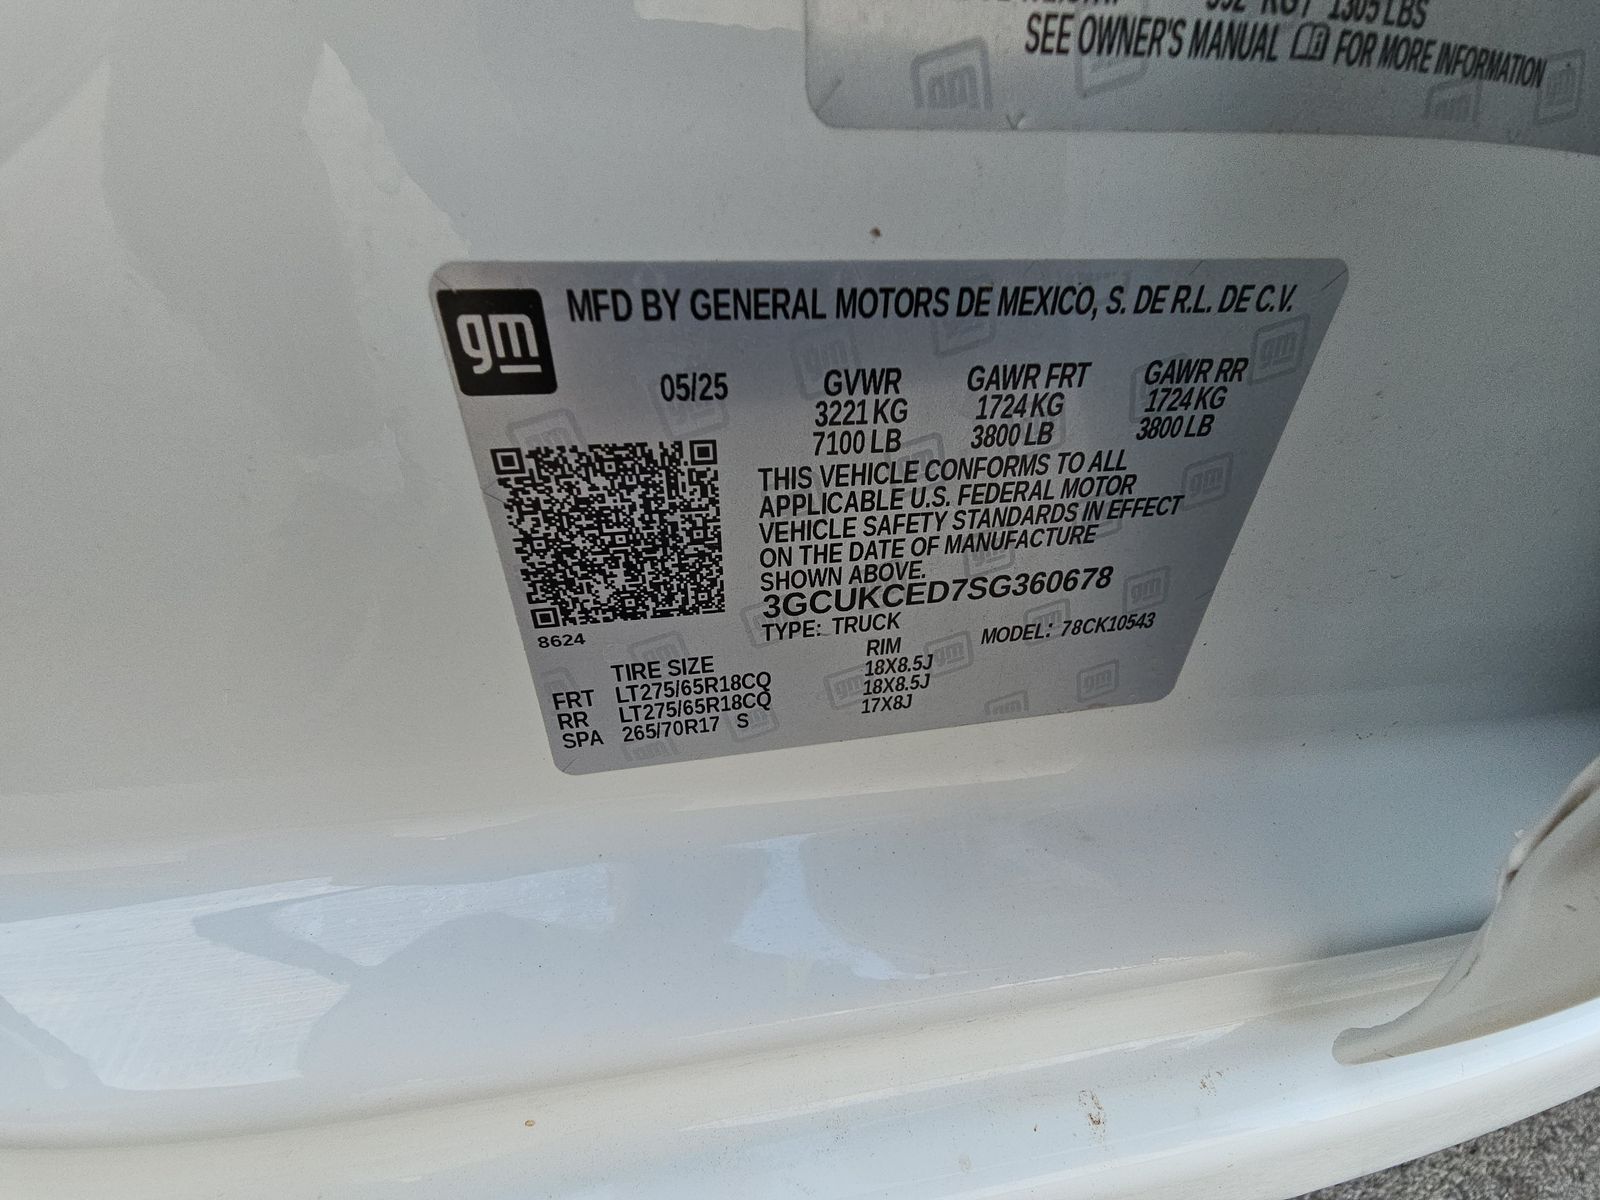 1305 LBS
SEE OWNER'S MANUAL FOR MORE INFORMATION
gm MFD BY GENERAL MOTORS DE MEXICO, S. DE R.L. DE C.V.
05/25 GVWR GAWR FRT GAWR RR
3221 KG 1724 KG 1724 KG
7100 LB 3800 LB 3800 LB
THIS VEHICLE CONFORMS TO ALL
APPLICABLE U.S. FEDERAL MOTOR
VEHICLE SAFETY STANDARDS IN EFFECT
ON THE DATE OF MANUFACTURE
SHOWN ABOVE.
3GCUKCED7SG360678
TYPE: TRUCK MODEL: 78CK10543
8624
TIRE SIZE RIM
FRT LT275/65R18CQ 18X8.5J
RR LT275/65R18CQ 18X8.5J
SPA 265/70R17 S 17X8J